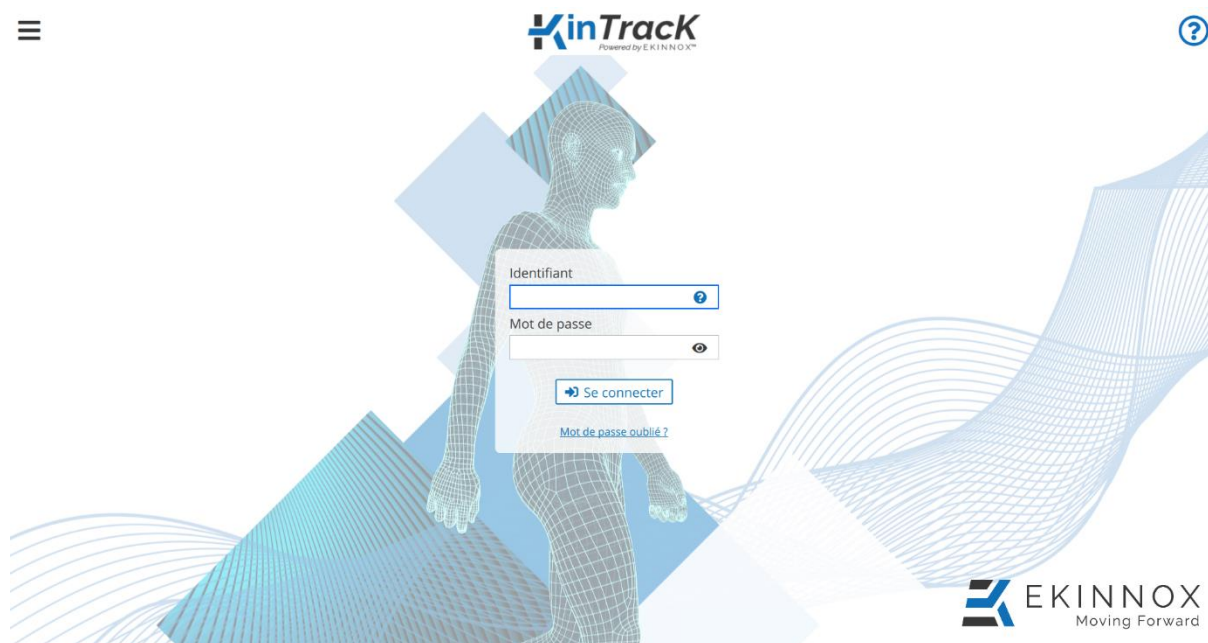 KinTracK
Powered by EKINNOX™
Identifiant
Mot de passe
Se connecter
Mot de passe oublié ?
EKINNOX
Moving Forward